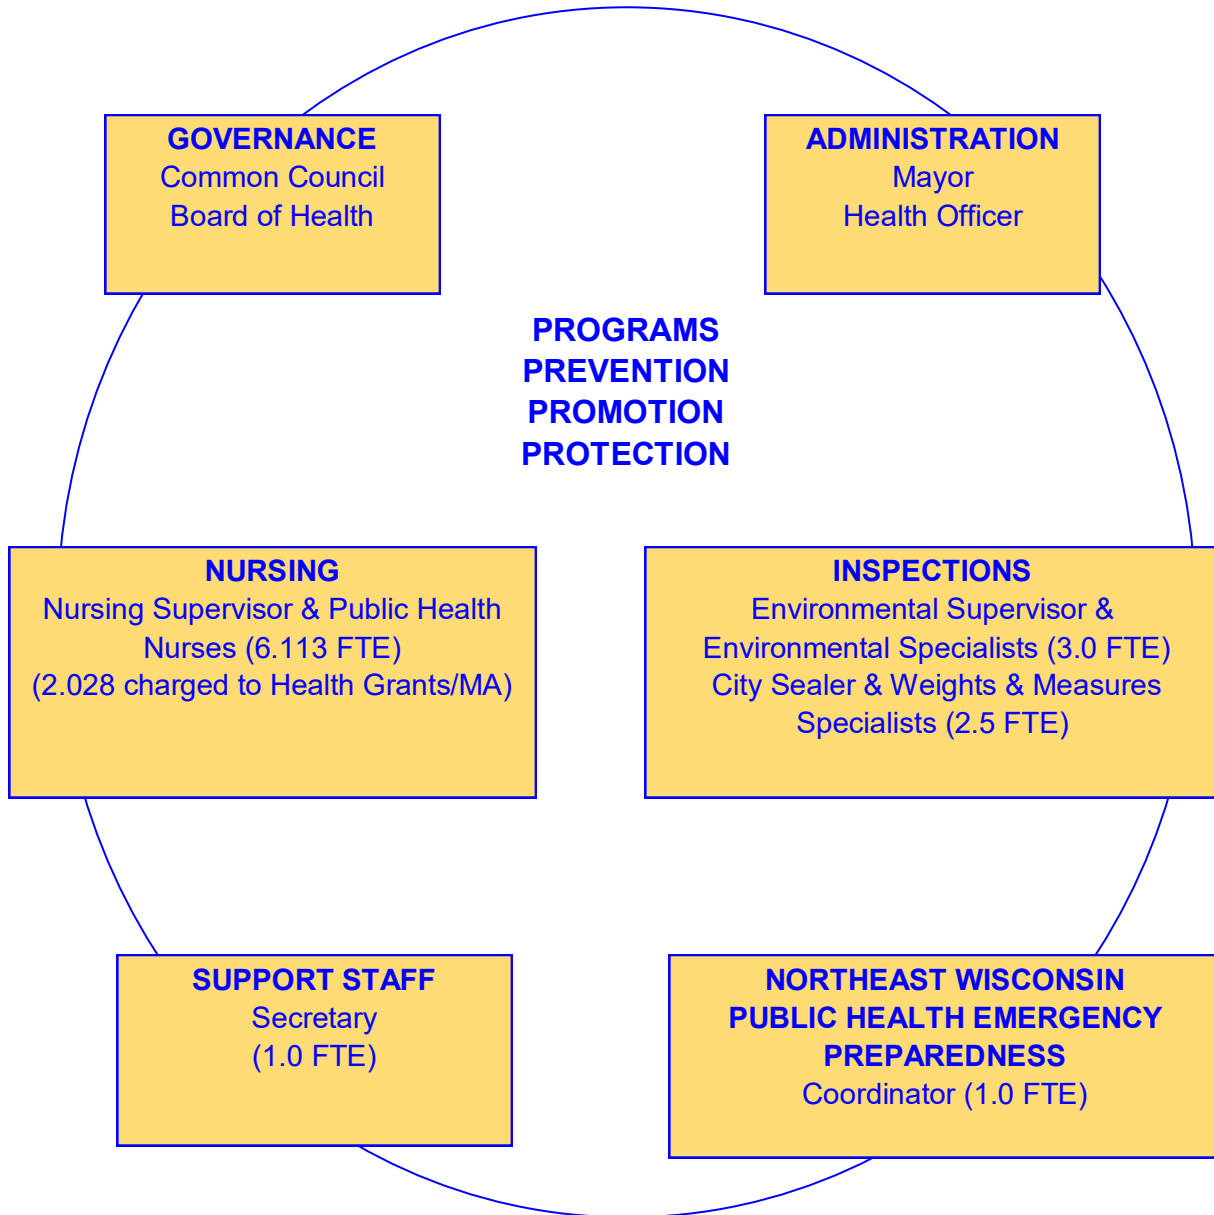 GOVERNANCE
Common Council
Board of Health
ADMINISTRATION
Mayor
Health Officer
PROGRAMS
PREVENTION
PROMOTION
PROTECTION
NURSING
Nursing Supervisor & Public Health
Nurses (6.113 FTE)
(2.028 charged to Health Grants/MA)
INSPECTIONS
Environmental Supervisor &
Environmental Specialists (3.0 FTE)
City Sealer & Weights & Measures
Specialists (2.5 FTE)
SUPPORT STAFF
Secretary
(1.0 FTE)
NORTHEAST WISCONSIN
PUBLIC HEALTH EMERGENCY
PREPAREDNESS
Coordinator (1.0 FTE)